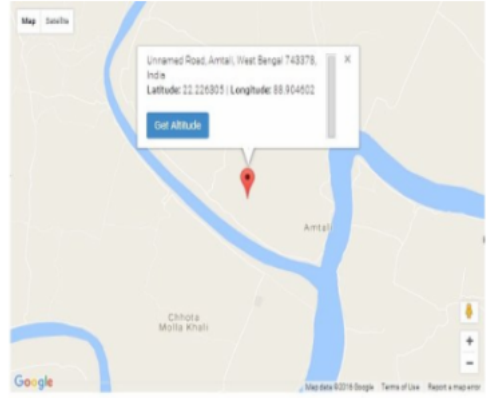 Map Satellite
Unnamed Road, Amtali, West Bengal 743378,
India
Latitude: 22.226305 | Longitude: 88.904602
Get Altitude
×
Amtali
Chhota
Molla Khali
+
−
Google
Map data ©2016 Google Terms of Use Report a map error